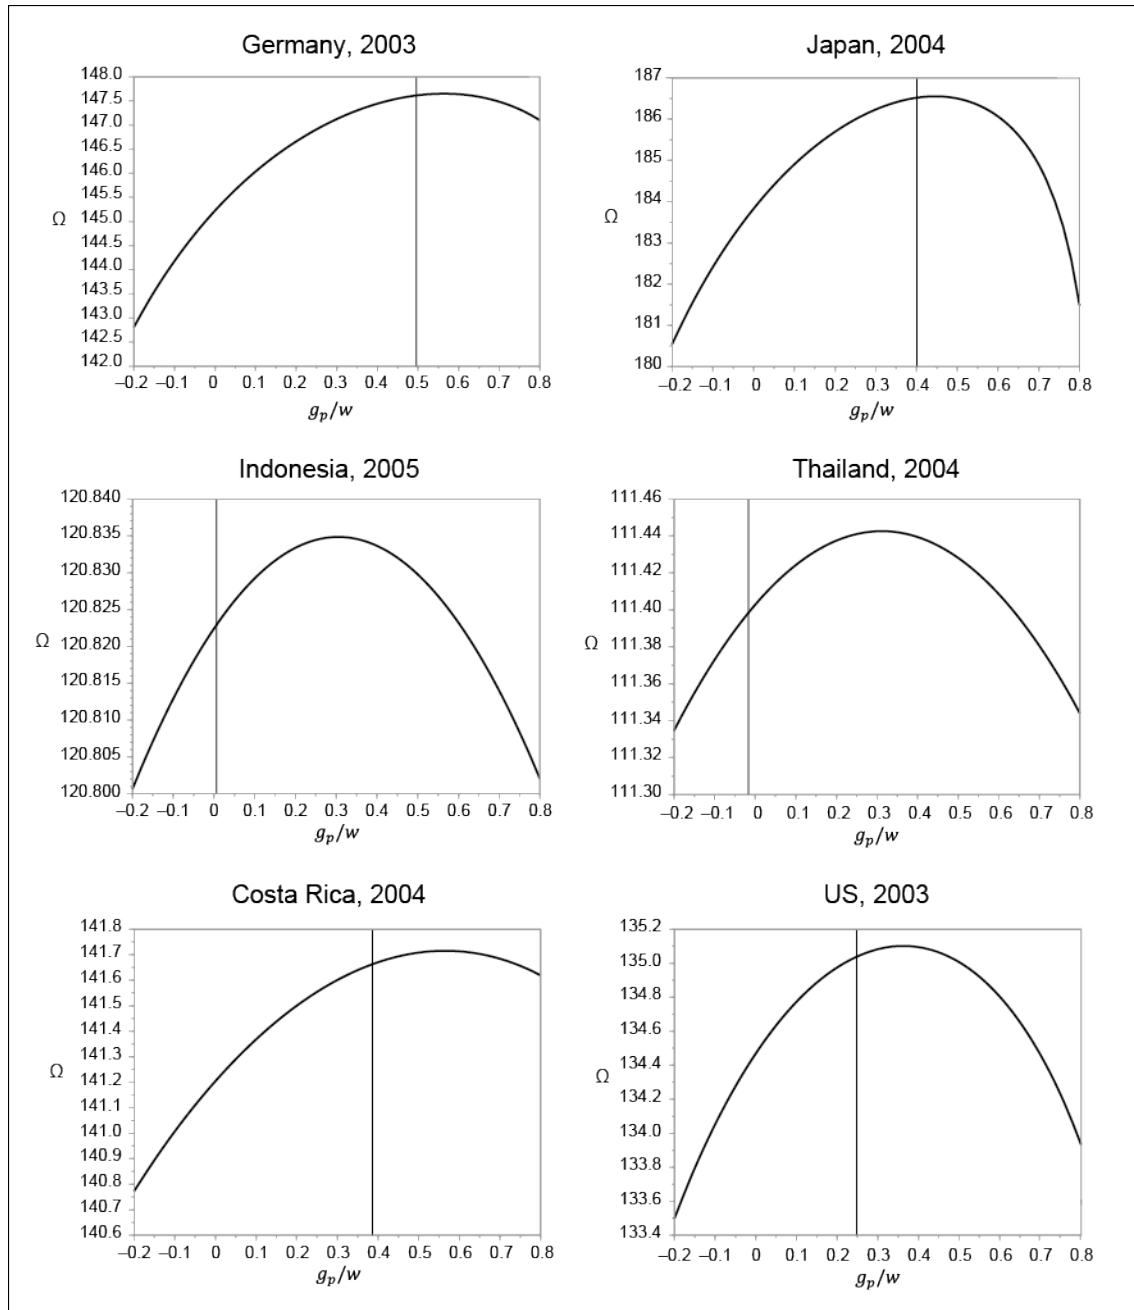 Germany, 2003
148.0
147.5
147.0
146.5
146.0
145.5
145.0
144.5
144.0
143.5
143.0
142.5
142.0
Ω
–0.2 –0.1 0 0.1 0.2 0.3 0.4 0.5 0.6 0.7 0.8
gₚ/w
Japan, 2004
187
186
185
184
183
182
181
180
Ω
–0.2 –0.1 0 0.1 0.2 0.3 0.4 0.5 0.6 0.7 0.8
gₚ/w
Indonesia, 2005
120.840
120.835
120.830
120.825
120.820
120.815
120.810
120.805
120.800
Ω
–0.2 –0.1 0 0.1 0.2 0.3 0.4 0.5 0.6 0.7 0.8
gₚ/w
Thailand, 2004
111.46
111.44
111.42
111.40
111.38
111.36
111.34
111.32
111.30
Ω
–0.2 –0.1 0 0.1 0.2 0.3 0.4 0.5 0.6 0.7 0.8
gₚ/w
Costa Rica, 2004
141.8
141.7
141.6
141.5
141.4
141.3
141.2
141.1
141.0
140.9
140.8
140.7
140.6
Ω
–0.2 –0.1 0 0.1 0.2 0.3 0.4 0.5 0.6 0.7 0.8
gₚ/w
US, 2003
135.2
135.0
134.8
134.6
134.4
134.2
134.0
133.8
133.6
133.4
Ω
–0.2 –0.1 0 0.1 0.2 0.3 0.4 0.5 0.6 0.7 0.8
gₚ/w